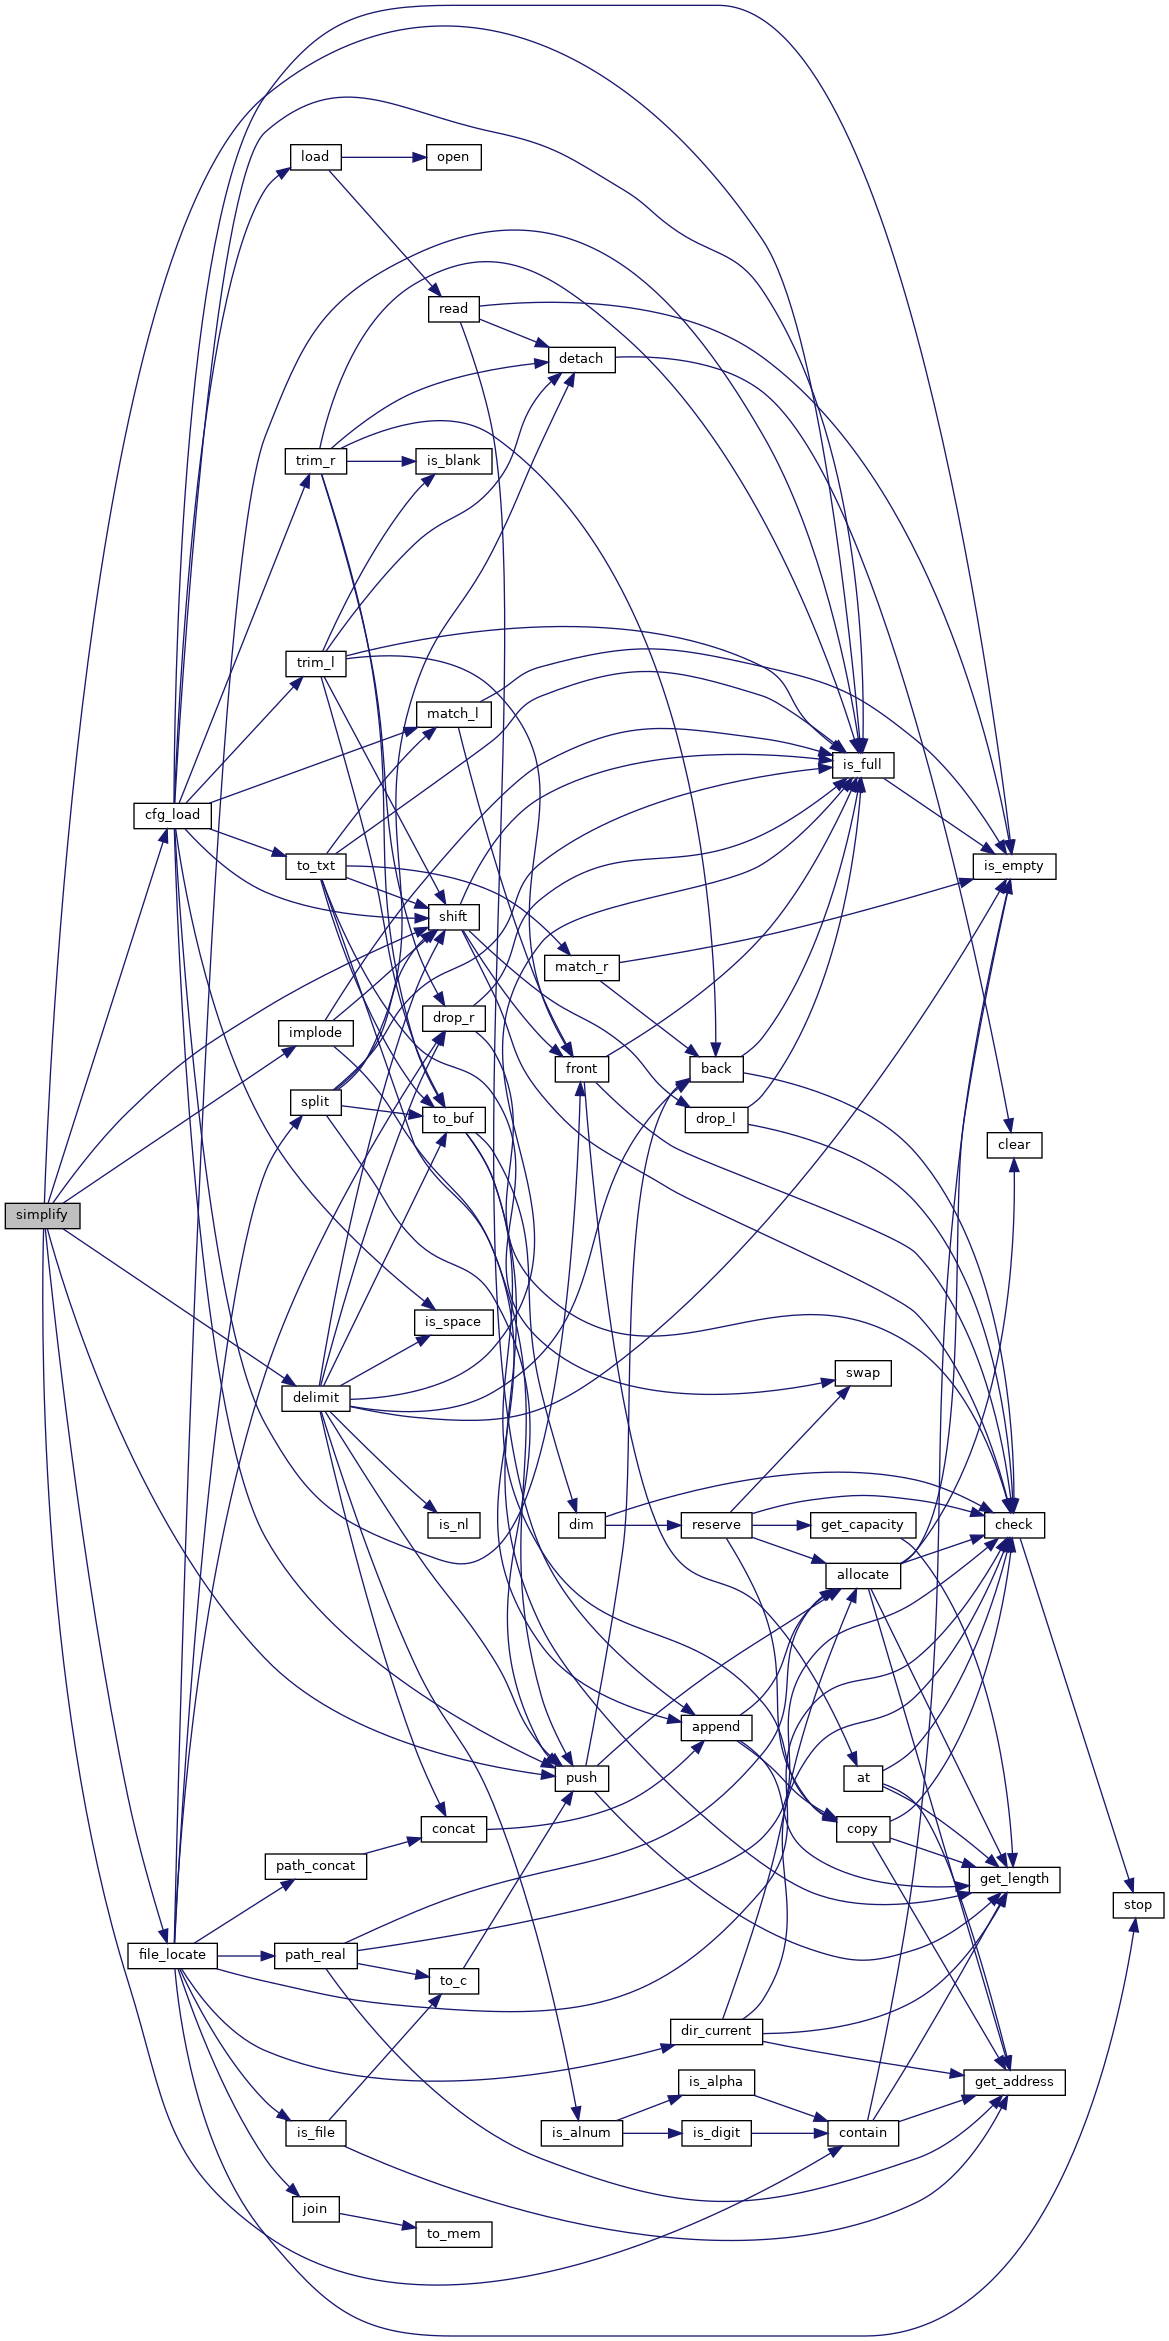 load
open
read
detach
trim_r
is_blank
trim_l
match_l
is_full
cfg_load
to_txt
is_empty
shift
match_r
implode
drop_r
front
back
split
to_buf
drop_l
clear
simplify
is_space
swap
delimit
is_nl
dim
reserve
get_capacity
check
allocate
append
push
at
concat
copy
path_concat
get_length
stop
file_locate
path_real
to_c
dir_current
is_alpha
get_address
is_file
is_alnum
is_digit
contain
join
to_mem